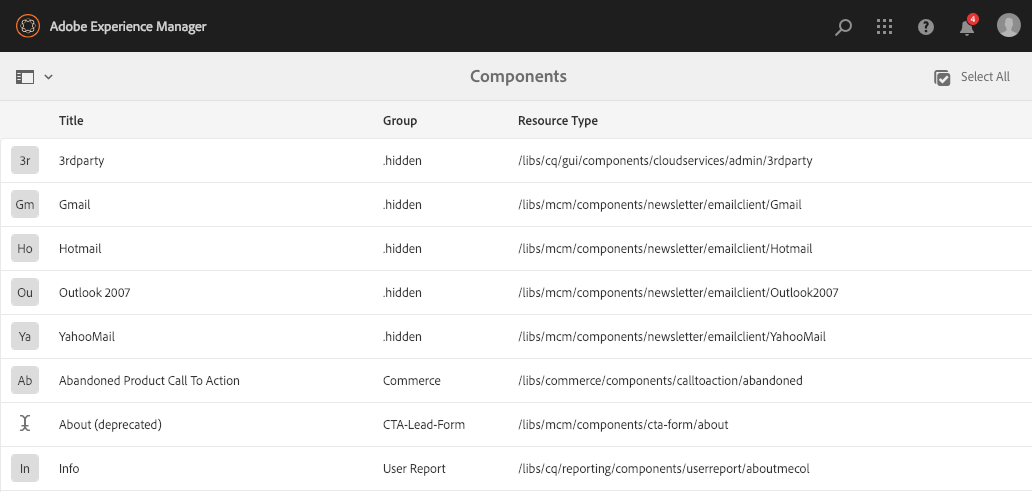 Adobe Experience Manager
4
Components
Select All
Title Group Resource Type
3r 3rdparty .hidden /libs/cq/gui/components/cloudservices/admin/3rdparty
Gm Gmail .hidden /libs/mcm/components/newsletter/emailclient/Gmail
Ho Hotmail .hidden /libs/mcm/components/newsletter/emailclient/Hotmail
Ou Outlook 2007 .hidden /libs/mcm/components/newsletter/emailclient/Outlook2007
Ya YahooMail .hidden /libs/mcm/components/newsletter/emailclient/YahooMail
Ab Abandoned Product Call To Action Commerce /libs/commerce/components/calltoaction/abandoned
About (deprecated) CTA-Lead-Form /libs/mcm/components/cta-form/about
In Info User Report /libs/cq/reporting/components/userreport/aboutmecol